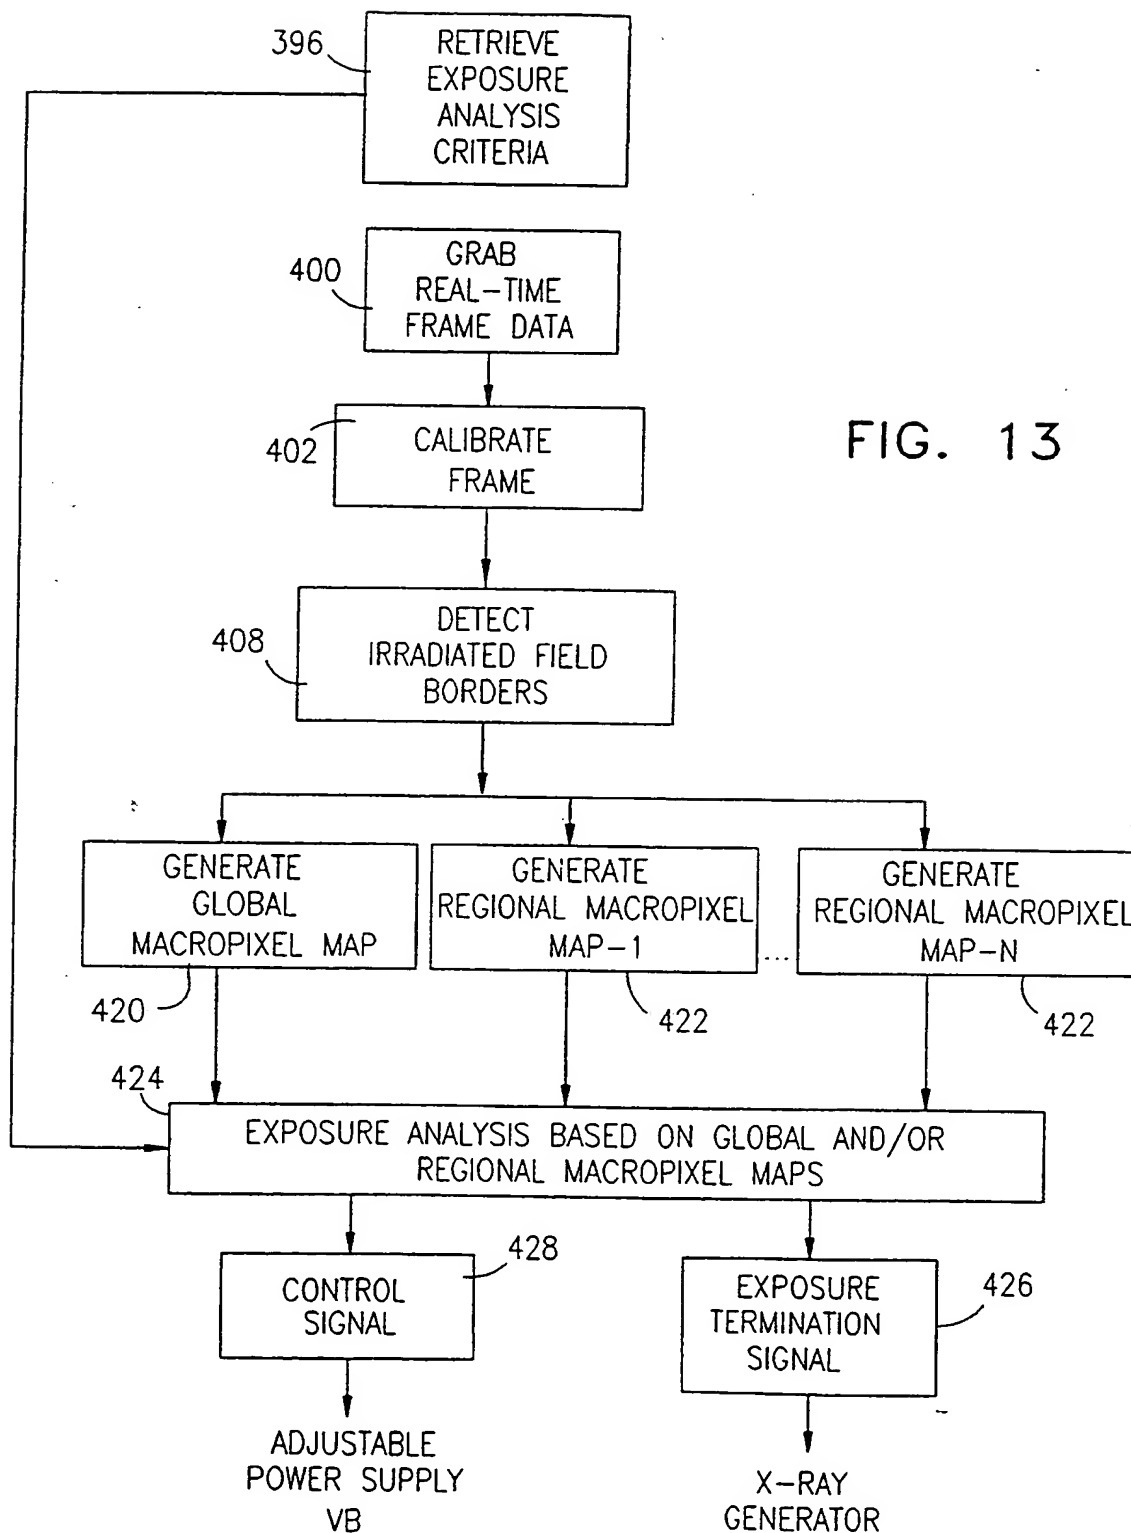 396
RETRIEVE
EXPOSURE
ANALYSIS
CRITERIA
400
GRAB
REAL-TIME
FRAME DATA
402
CALIBRATE
FRAME
FIG. 13
408
DETECT
IRRADIATED FIELD
BORDERS
GENERATE
GLOBAL
MACROPIXEL MAP
GENERATE
REGIONAL MACROPIXEL
MAP-1
....
GENERATE
REGIONAL MACROPIXEL
MAP-N
420
422
422
424
EXPOSURE ANALYSIS BASED ON GLOBAL AND/OR
REGIONAL MACROPIXEL MAPS
428
CONTROL
SIGNAL
426
EXPOSURE
TERMINATION
SIGNAL
ADJUSTABLE
POWER SUPPLY
VB
X-RAY
GENERATOR